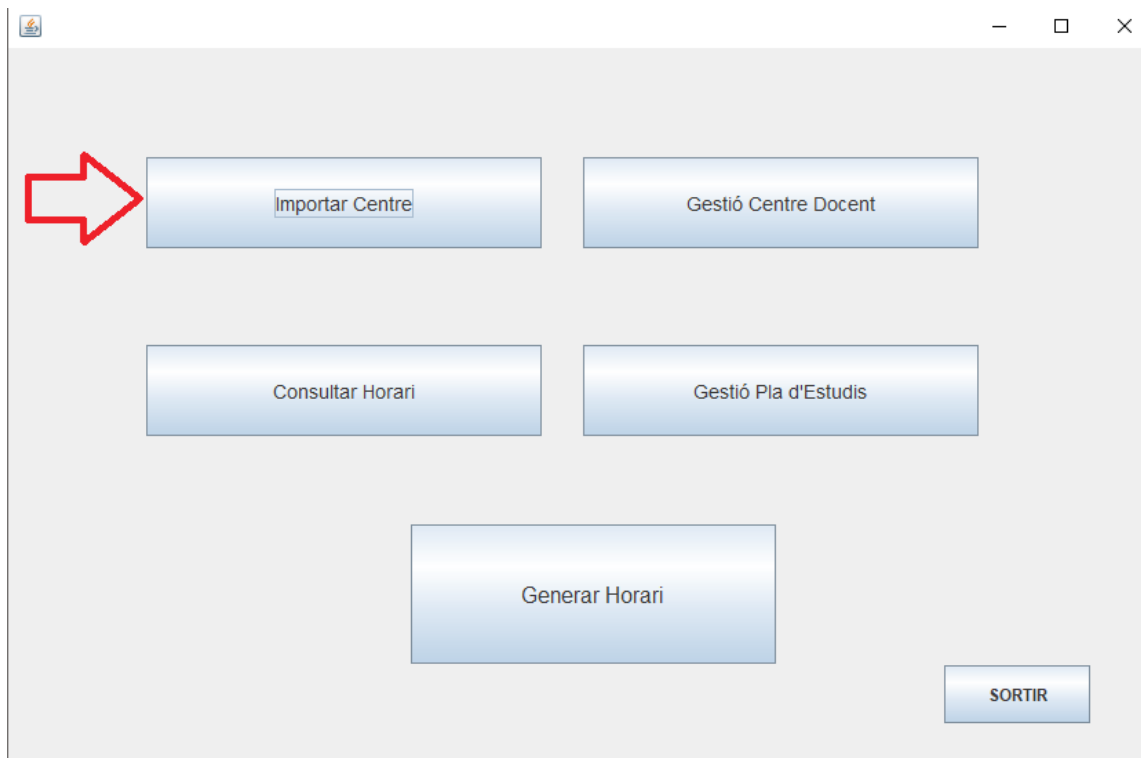 Importar Centre
Gestió Centre Docent
Consultar Horari
Gestió Pla d'Estudis
Generar Horari
SORTIR